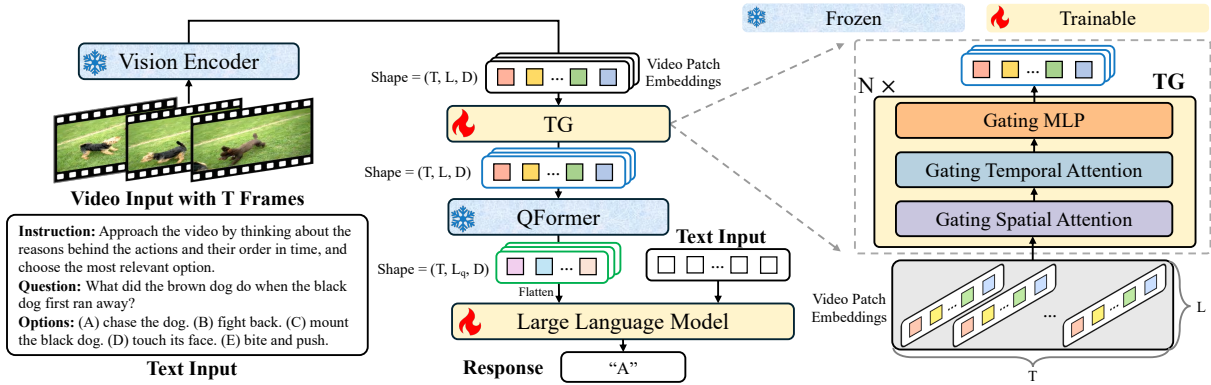 Frozen
Trainable
Vision Encoder
Video Input with T Frames
Instruction: Approach the video by thinking about the
reasons behind the actions and their order in time, and
choose the most relevant option.
Question: What did the brown dog do when the black
dog first ran away?
Options: (A) chase the dog. (B) fight back. (C) mount
the black dog. (D) touch its face. (E) bite and push.
Text Input
Shape = (T, L, D)
...
Video Patch
Embeddings
TG
Shape = (T, L, D)
...
QFormer
Shape = (T, Lq, D)
...
Flatten
Text Input
...
Large Language Model
Response
“A”
...
N ×
TG
Gating MLP
Gating Temporal Attention
Gating Spatial Attention
Video Patch
Embeddings
...
...
...
...
L
T